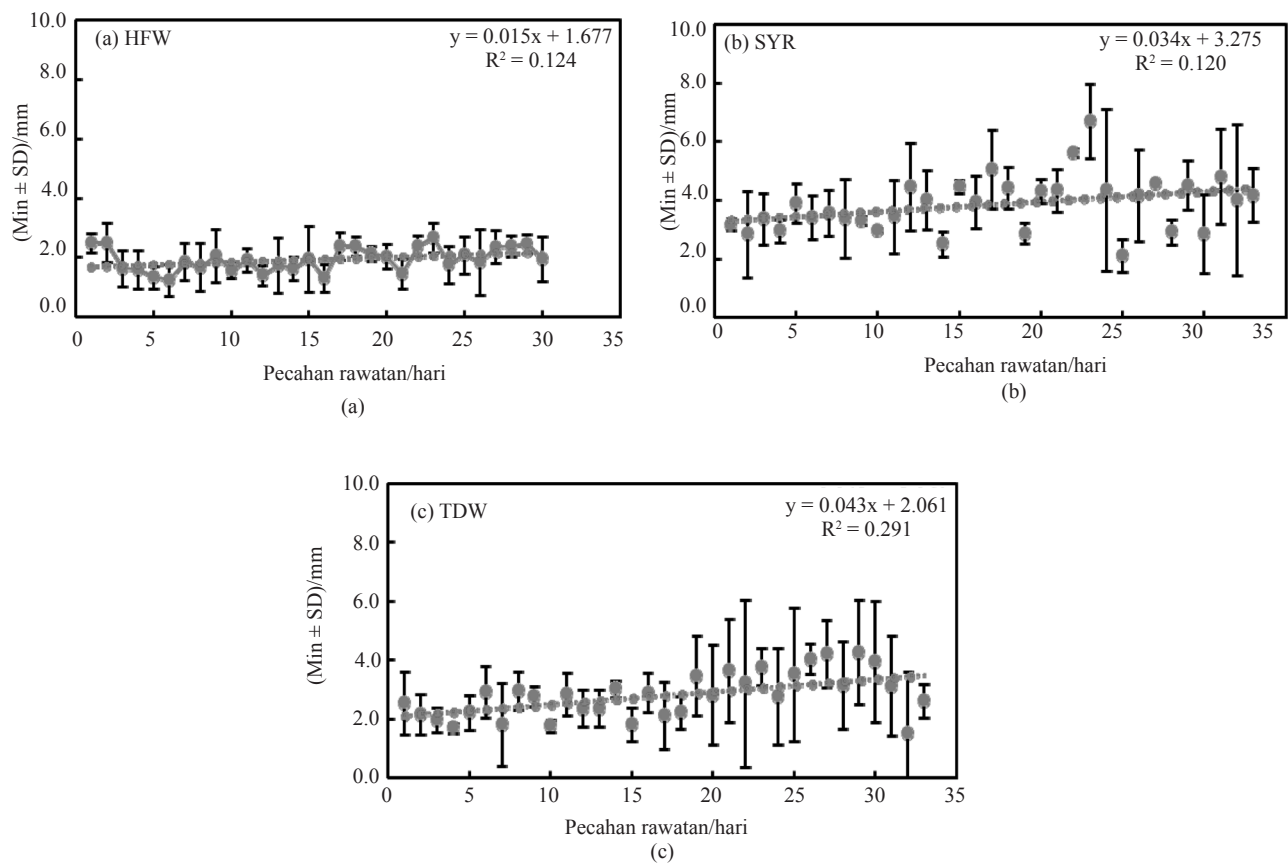 (a) HFW
y = 0.015x + 1.677
R² = 0.124
10.0
8.0
6.0
4.0
2.0
0.0
(Min ± SD)/mm
0 5 10 15 20 25 30 35
Pecahan rawatan/hari
(a)
(b) SYR
y = 0.034x + 3.275
R² = 0.120
10.0
8.0
6.0
4.0
2.0
0.0
(Min ± SD)/mm
0 5 10 15 20 25 30 35
Pecahan rawatan/hari
(b)
(c) TDW
y = 0.043x + 2.061
R² = 0.291
10.0
8.0
6.0
4.0
2.0
0.0
(Min ± SD)/mm
0 5 10 15 20 25 30 35
Pecahan rawatan/hari
(c)